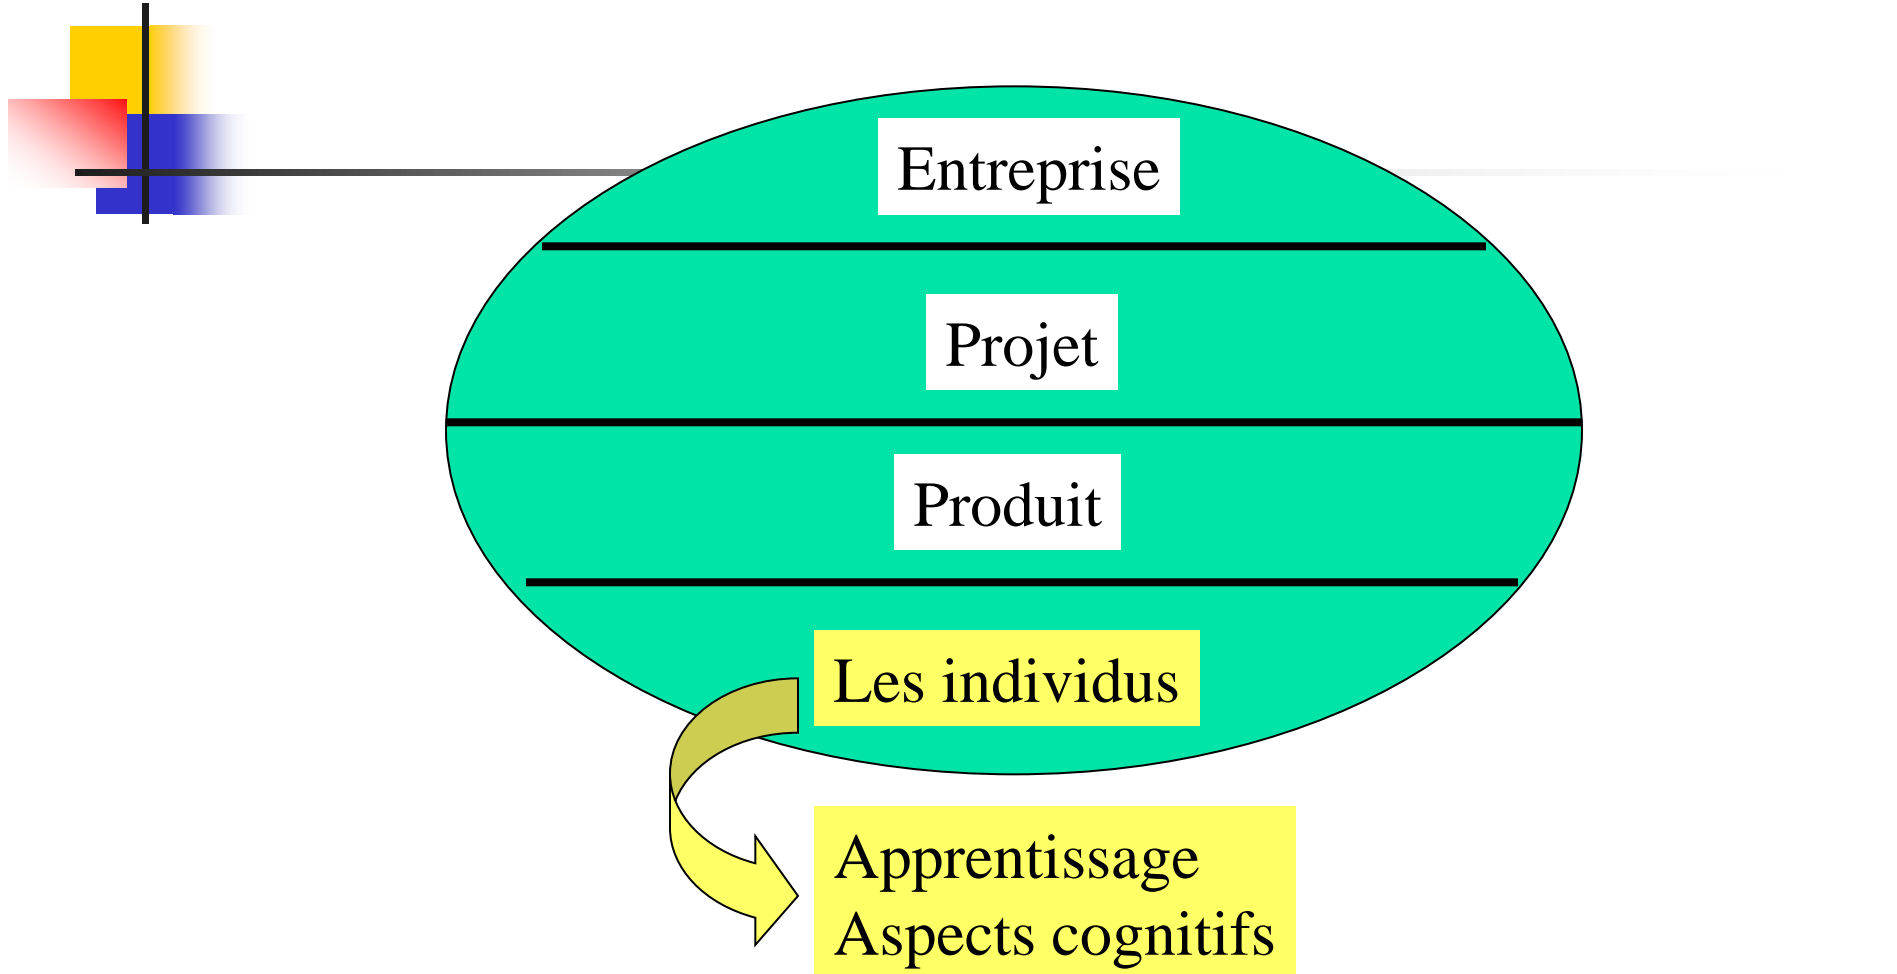 Entreprise
Projet
Produit
Les individus
Apprentissage
Aspects cognitifs